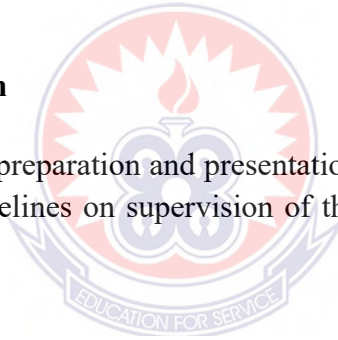 preparation and presentatio
elines on supervision of th
EDUCATION FOR SERVICE